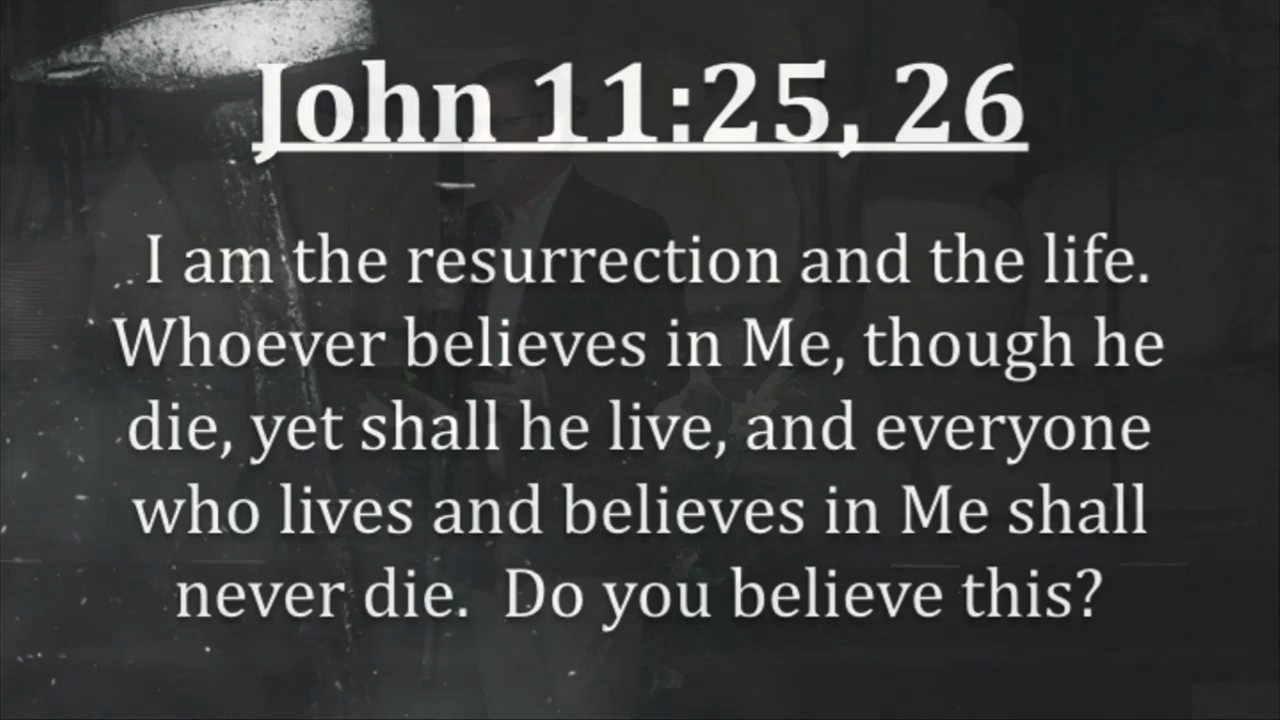 John 11:25, 26
I am the resurrection and the life.
Whoever believes in Me, though he
die, yet shall he live, and everyone
who lives and believes in Me shall
never die.  Do you believe this?